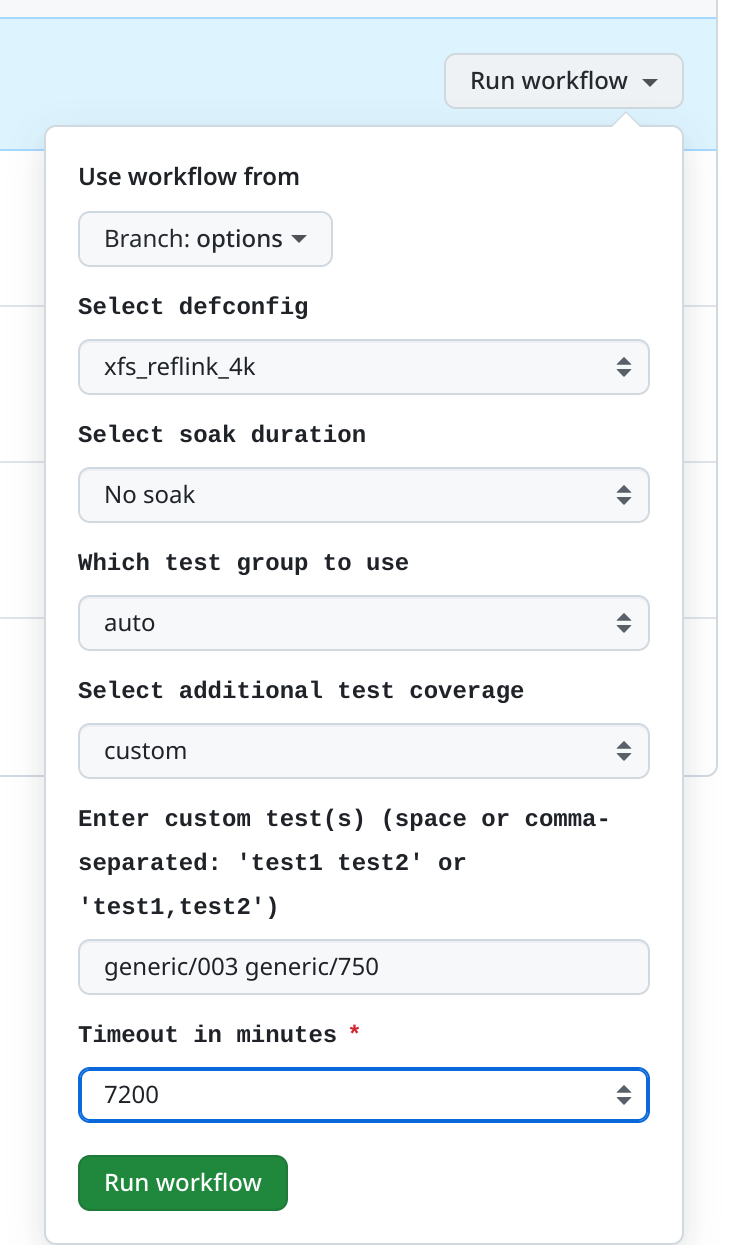 Run workflow
Use workflow from
Branch: options
Select defconfig
xfs_reflink_4k
Select soak duration
No soak
Which test group to use
auto
Select additional test coverage
custom
Enter custom test(s) (space or comma-
separated: 'test1 test2' or
'test1,test2')
generic/003 generic/750
Timeout in minutes *
7200
Run workflow